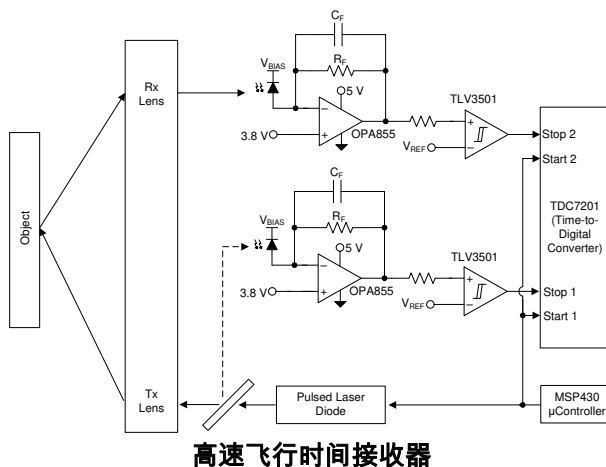 C_F
V_BIAS
R_F
5 V
Rx
Lens
TLV3501
3.8 V
OPA855
V_REF
Stop 2
Start 2
TDC7201
(Time-to-
Digital
Converter)
Object
C_F
V_BIAS
R_F
5 V
TLV3501
3.8 V
OPA855
V_REF
Stop 1
Start 1
Tx
Lens
Pulsed Laser
Diode
MSP430
µController
高速飞行时间接收器